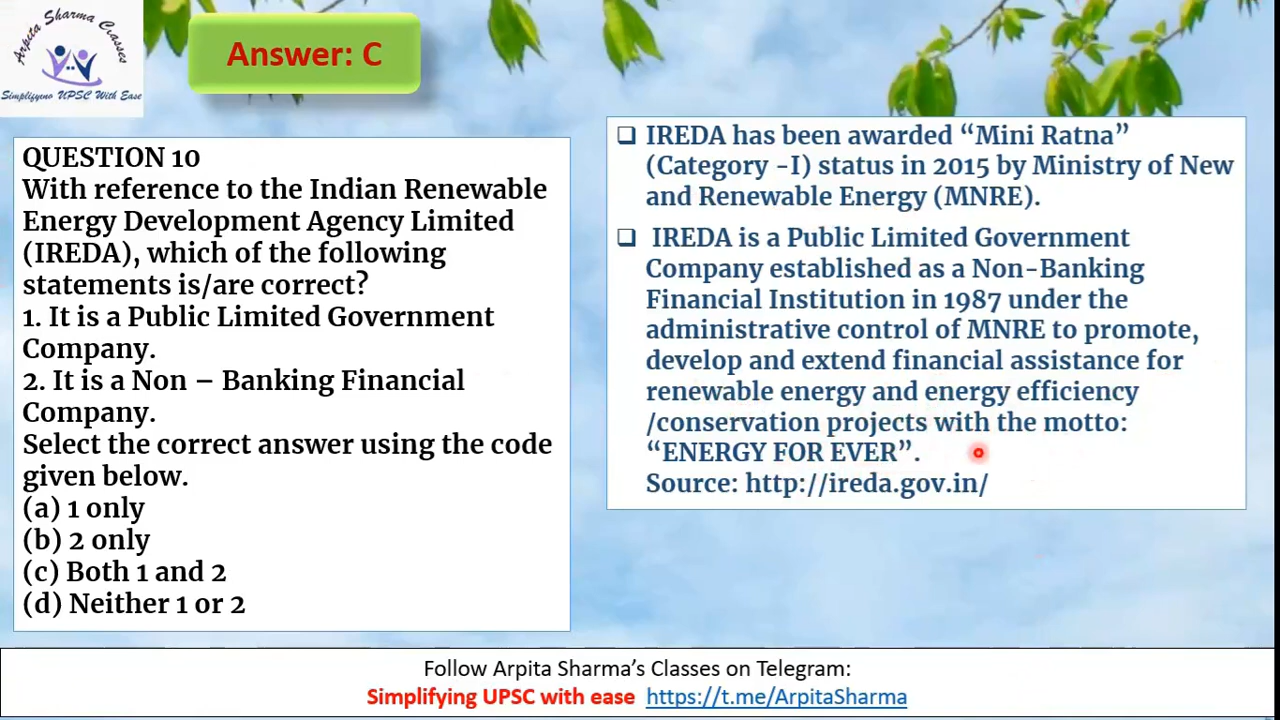 Arpita Sharma Classes
Simplifying UPSC With Ease
Answer: C
QUESTION 10
With reference to the Indian Renewable
Energy Development Agency Limited
(IREDA), which of the following
statements is/are correct?
1. It is a Public Limited Government
Company.
2. It is a Non – Banking Financial
Company.
Select the correct answer using the code
given below.
(a) 1 only
(b) 2 only
(c) Both 1 and 2
(d) Neither 1 or 2
IREDA has been awarded “Mini Ratna”
(Category -I) status in 2015 by Ministry of New
and Renewable Energy (MNRE).
IREDA is a Public Limited Government
Company established as a Non-Banking
Financial Institution in 1987 under the
administrative control of MNRE to promote,
develop and extend financial assistance for
renewable energy and energy efficiency
/conservation projects with the motto:
“ENERGY FOR EVER”.
Source: http://ireda.gov.in/
Follow Arpita Sharma’s Classes on Telegram:
Simplifying UPSC with ease https://t.me/ArpitaSharma